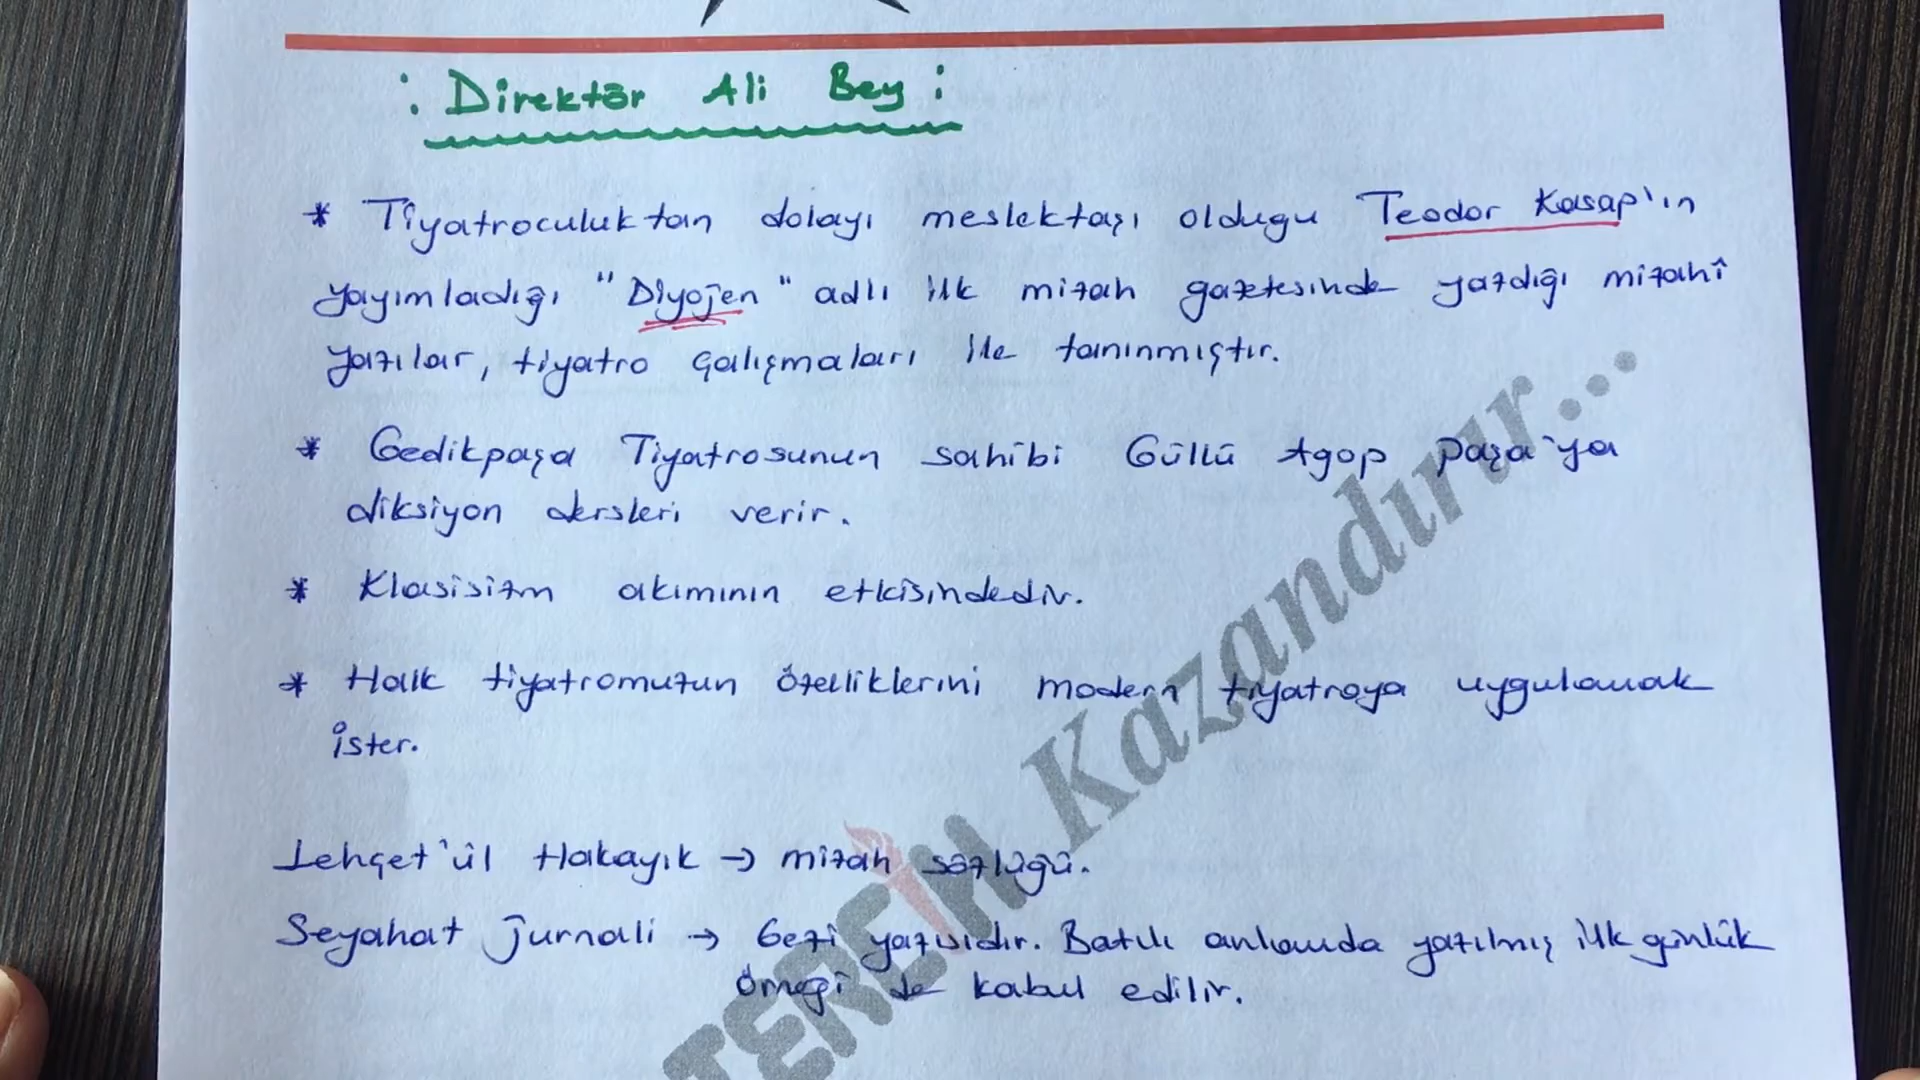 : Direktör Ali Bey :
* Tiyatroculuktan dolayı meslektaşı olduğu Teodor Kasap'ın
yayımladığı "Diyojen" adlı ilk mizah gazetesinde yazdığı mizahî
yazılar, tiyatro çalışmaları ile tanınmıştır.
* Gedikpaşa Tiyatrosunun sahibi Güllü Agop Paşa'ya
diksiyon dersleri verir.
* Klasisizm akımının etkisindedir.
* Halk tiyatromuzun özelliklerini modern tiyatroya uygulamak
ister.
Lehçet'ül Hakayık → mizah sözlüğü.
Seyahat Jurnali → Gezi yazısıdır. Batılı anlamda yazılmış ilk günlük
örneği de kabul edilir.
TEREİH Kazandırır...